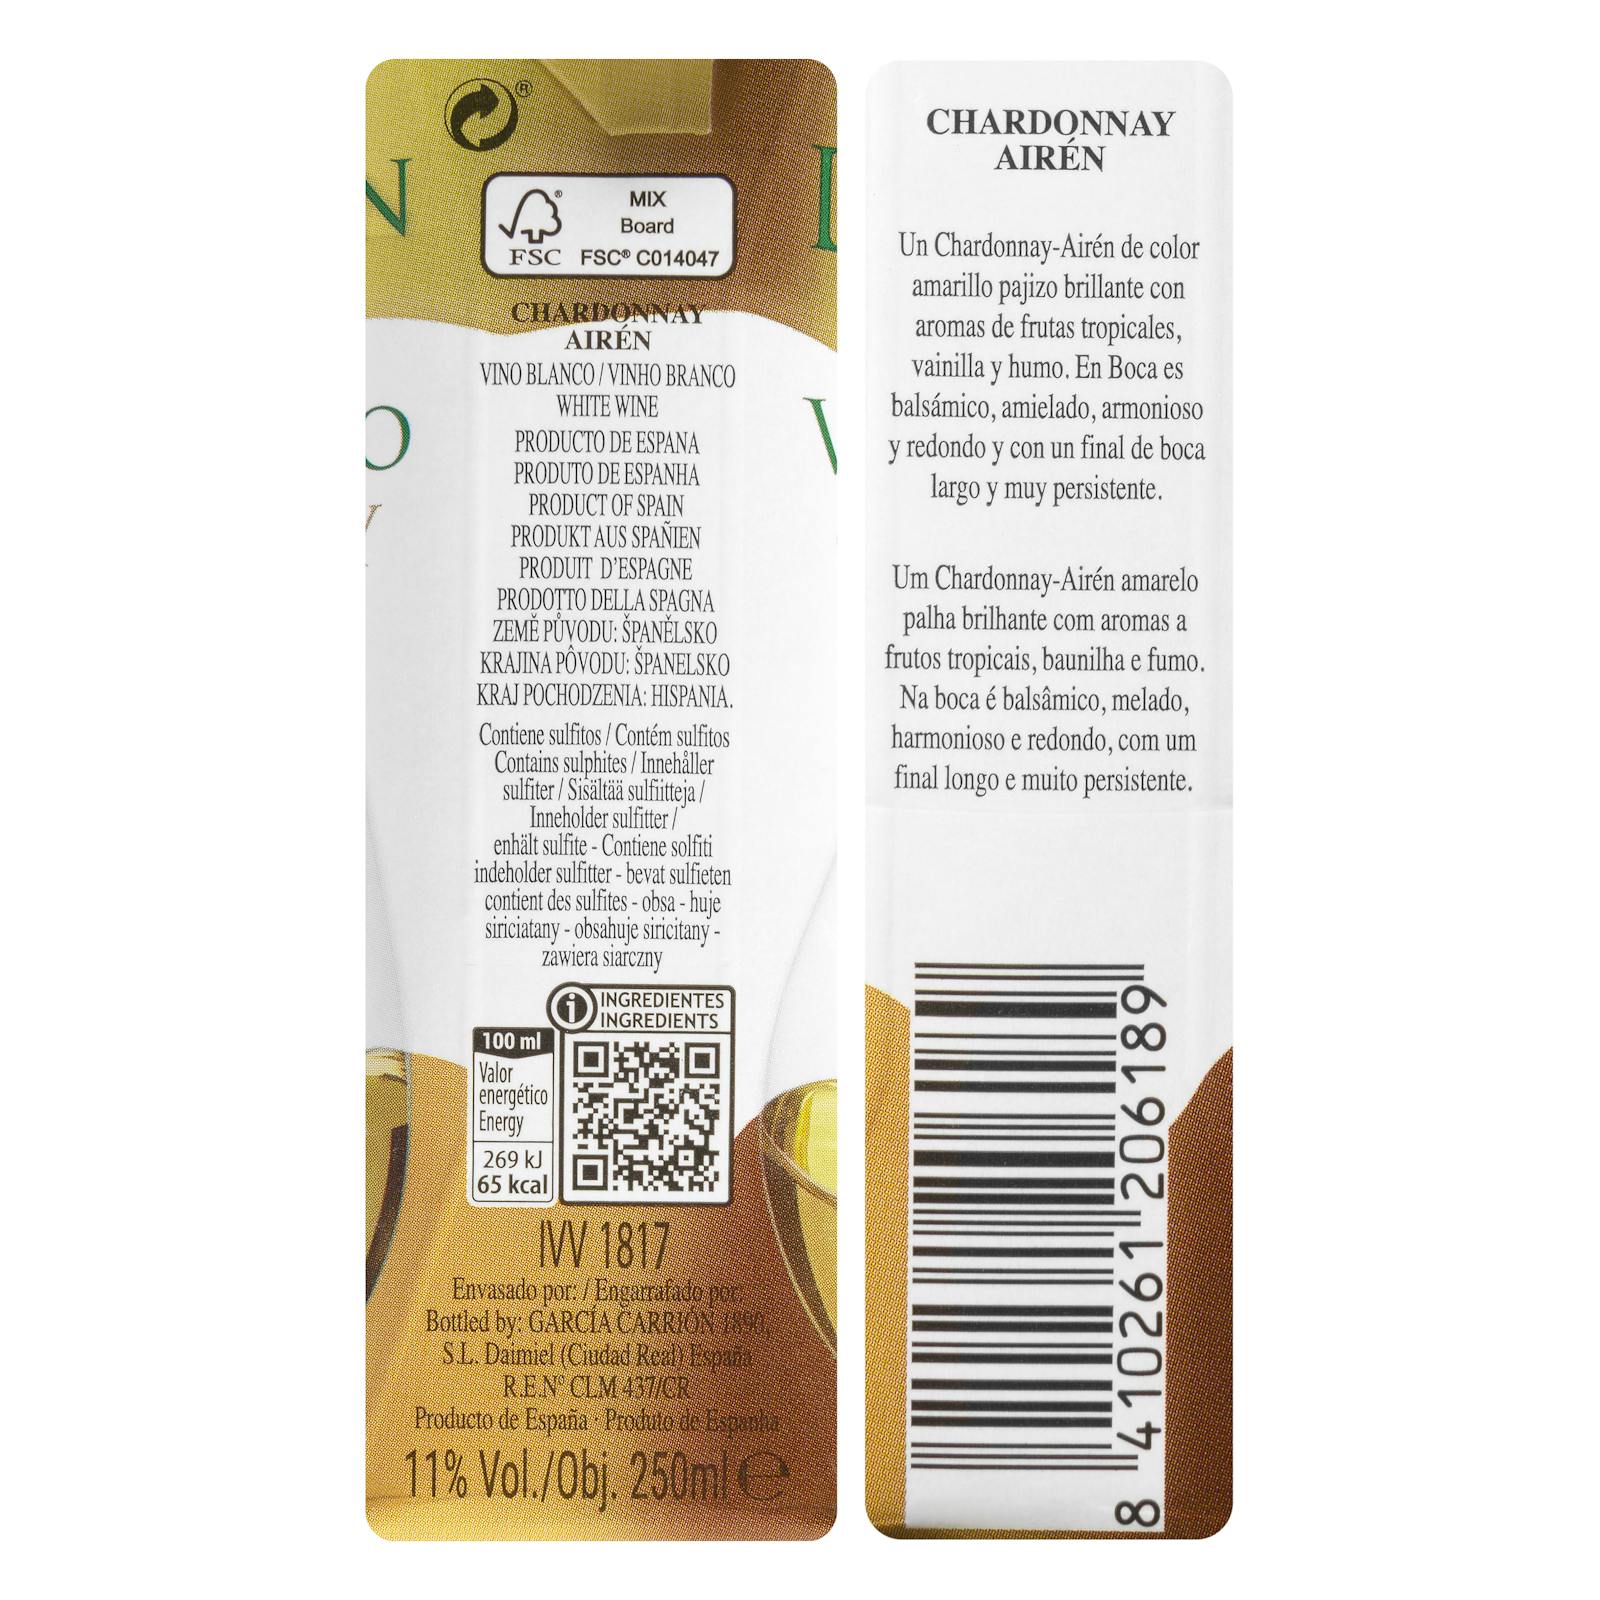 ®
N
L
MIX
Board
FSC® C014047
FSC
CHARDONNAY
AIRÉN
VINO BLANCO / VINHO BRANCO
WHITE WINE
PRODUCTO DE ESPANA
PRODUTO DE ESPANHA
PRODUCT OF SPAIN
PRODUKT AUS SPAÑIEN
PRODUIT D'ESPAGNE
PRODOTTO DELLA SPAGNA
ZEMĚ PŮVODU: ŠPANĚLSKO
KRAJINA PÔVODU: ŠPANELSKO
KRAJ POCHODZENIA: HISPANIA.
O
V
Contiene sulfitos / Contém sulfitos
Contains sulphites / Innehåller
sulfiter / Sisältää sulfiitteja /
Inneholder sulfitter /
enhält sulfite - Contiene solfiti
indeholder sulfitter - bevat sulfieten
contient des sulfites - obsa - huje
siriciatany - obsahuje siricitany -
zawiera siarczny
INGREDIENTES
INGREDIENTS
100 ml
Valor
energético
Energy
269 kJ
65 kcal
IVV 1817
Envasado por: / Engarrafado por:
Bottled by: GARCÍA CARRIÓN 1890,
S.L. Daimiel (Ciudad Real) España
R.E.Nº CLM 437/CR
Producto de España · Produto de Espanha
11% Vol./Obj. 250ml e
CHARDONNAY
AIRÉN
Un Chardonnay-Airén de color
amarillo pajizo brillante con
aromas de frutas tropicales,
vainilla y humo. En Boca es
balsámico, amielado, armonioso
y redondo y con un final de boca
largo y muy persistente.
Um Chardonnay-Airén amarelo
palha brilhante com aromas a
frutos tropicais, baunilha e fumo.
Na boca é balsâmico, melado,
harmonioso e redondo, com um
final longo e muito persistente.
8 410261 206189